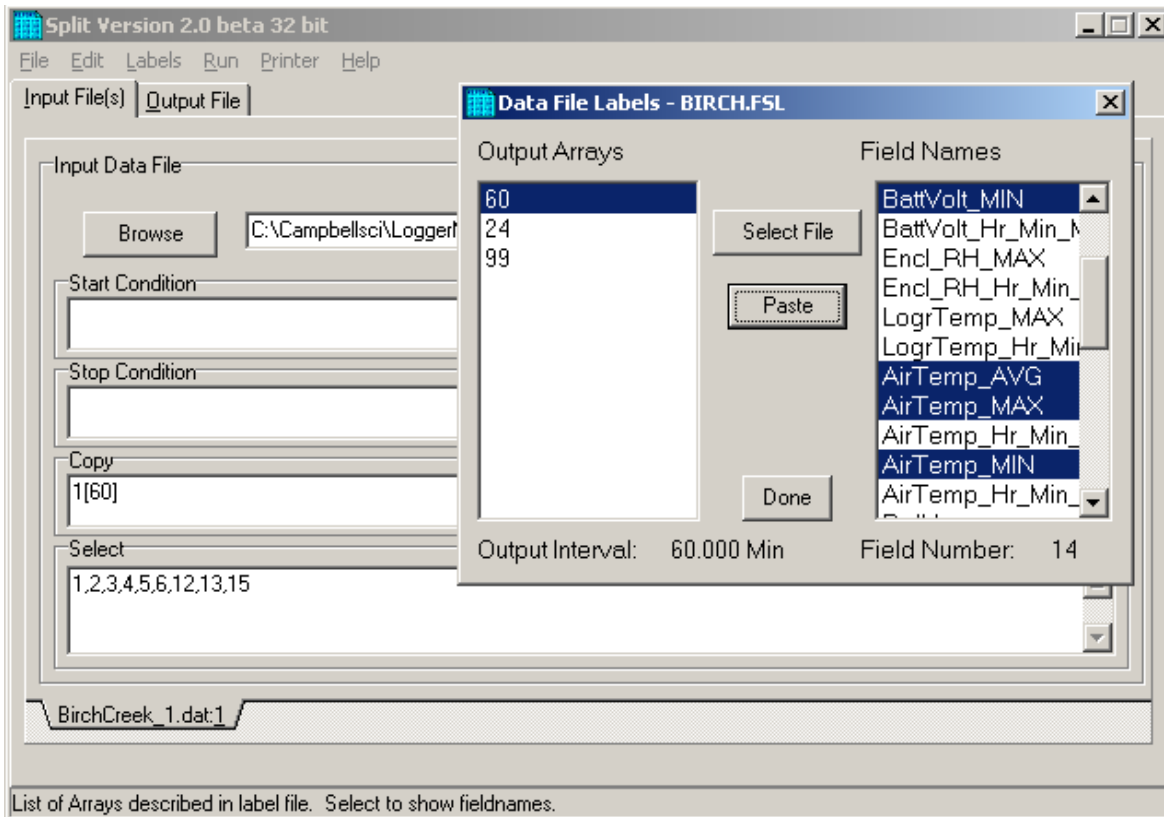 Split Version 2.0 beta 32 bit
File Edit Labels Run Printer Help
Input File(s) Output File
Input Data File
Browse
C:\Campbellsci\Logger
Start Condition
Stop Condition
Copy
1[60]
Select
1,2,3,4,5,6,12,13,15
BirchCreek_1.dat:1
List of Arrays described in label file. Select to show fieldnames.
Data File Labels - BIRCH.FSL
Output Arrays
60
24
99
Select File
Paste
Done
Field Names
BattVolt_MIN
BattVolt_Hr_Min_M
Encl_RH_MAX
Encl_RH_Hr_Min_
LogrTemp_MAX
LogrTemp_Hr_Min
AirTemp_AVG
AirTemp_MAX
AirTemp_Hr_Min_
AirTemp_MIN
AirTemp_Hr_Min_
Output Interval: 60.000 Min
Field Number: 14